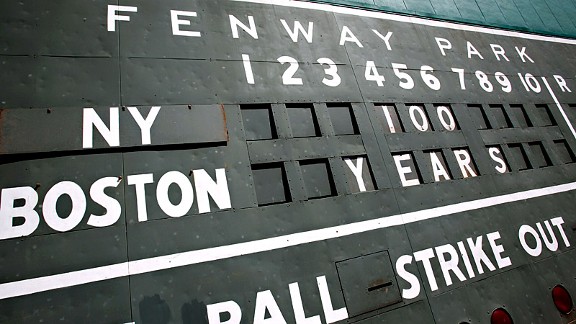 FENWAY PARK
1 2 3 4 5 6 7 8 9 10 R
NY 100
BOSTON YEARS
BALL STRIKE OUT